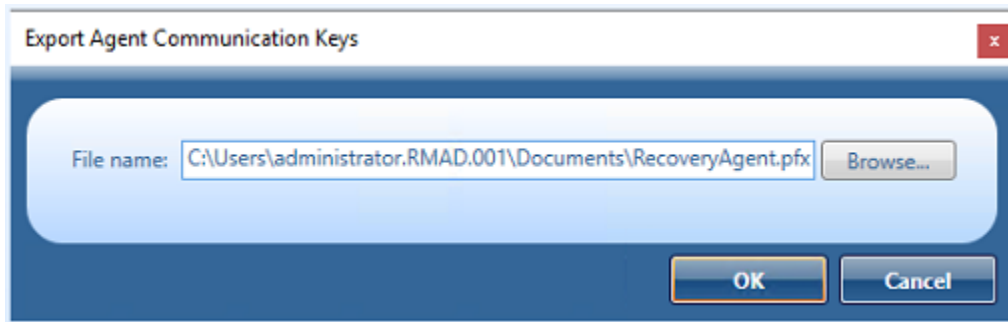 Export Agent Communication Keys
x
File name: C:\Users\administrator.RMAD.001\Documents\RecoveryAgent.pfx Browse...
OK Cancel